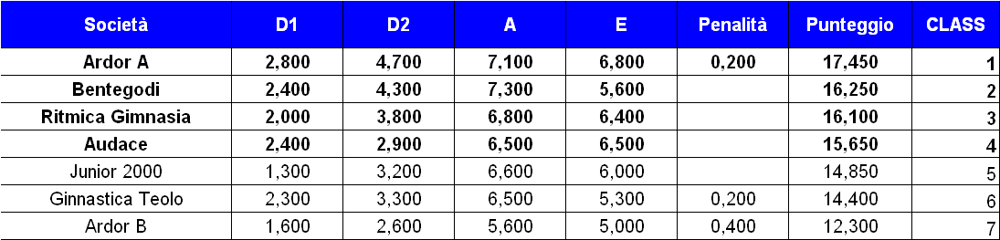 Società D1 D2 A E Penalità Punteggio CLASS
Ardor A 2,800 4,700 7,100 6,800 0,200 17,450 1
Bentegodi 2,400 4,300 7,300 5,600 16,250 2
Ritmica Gimnasia 2,000 3,800 6,800 6,400 16,100 3
Audace 2,400 2,900 6,500 6,500 15,650 4
Junior 2000 1,300 3,200 6,600 6,000 14,850 5
Ginnastica Teolo 2,300 3,300 6,500 5,300 0,200 14,400 6
Ardor B 1,600 2,600 5,600 5,000 0,400 12,300 7